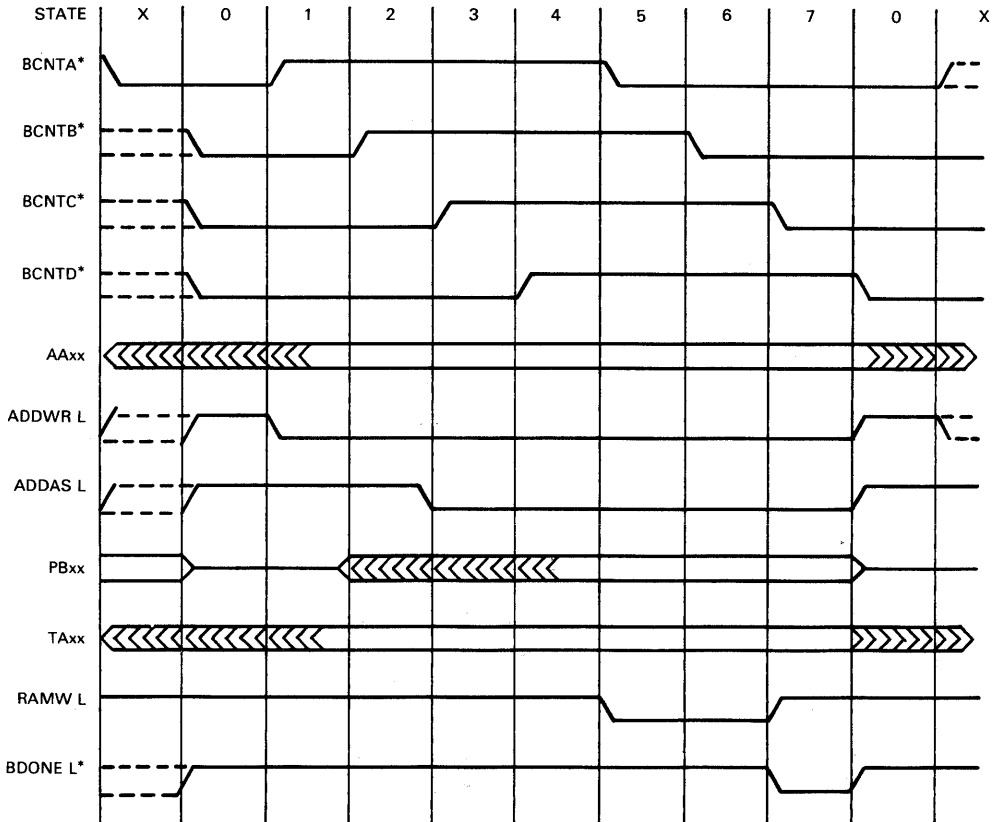 STATE X 0 1 2 3 4 5 6 7 0 X
BCNTA*
BCNTB*
BCNTC*
BCNTD*
AAxx
ADDWR L
ADDAS L
PBxx
TAxx
RAMW L
BDONE L*